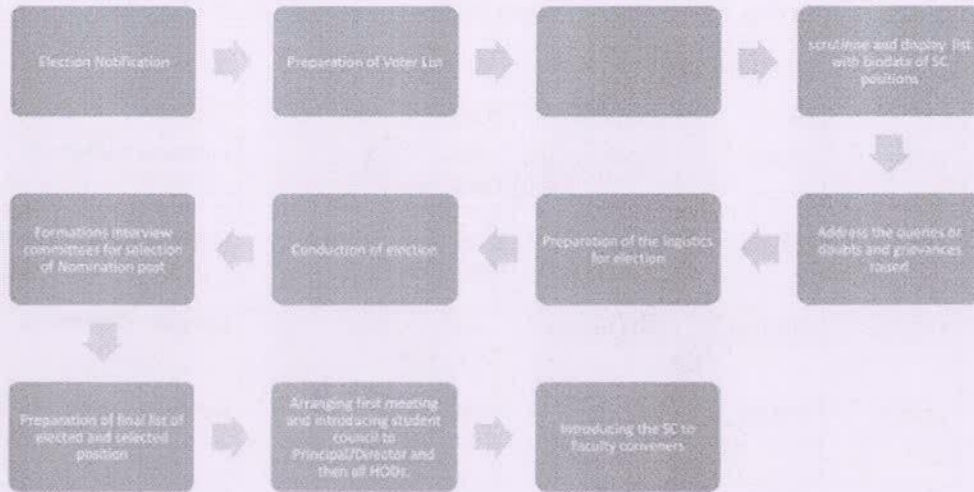 Election Notification
Preparation of Voter List
scrutinise and display list
with biodata of SC
positions
Address the queries or
doubts and grievances
raised
Preparation of the logistics
for election
Conduction of election
Formations interview
committees for selection
of Nomination post
Preparation of final list of
elected and selected
position
Arranging first meeting
and introducing student
council to
Principal/Director and
then all HODs.
Introducing the SC to
faculty conveners